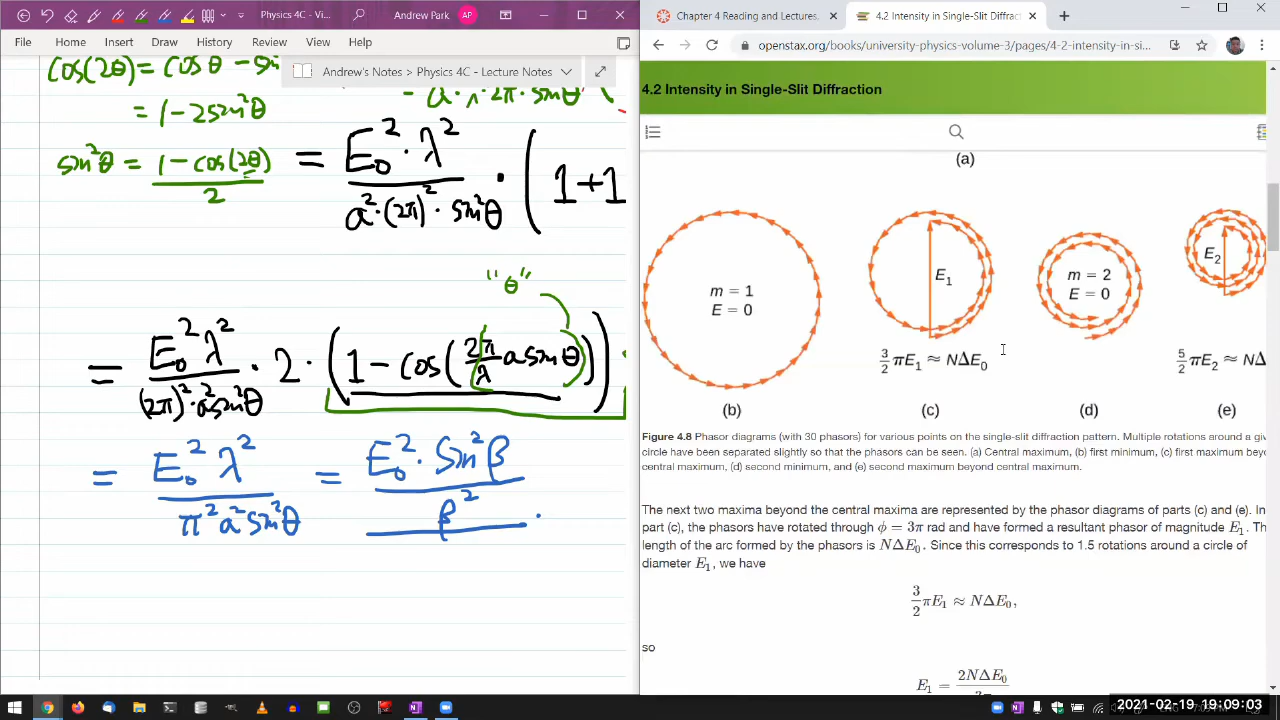 Physics 4C - Vi...
Andrew Park
AP
File Home Insert Draw History Review View Help
Andrew's Notes > Physics 4C - Lecture Notes
cos(2θ) = cos θ - sin
= 1 - 2 sin²θ
sin²θ = (1 - cos(2θ)) / 2
= a · λ · 2π · sinθ (
= E₀² · λ² / (a² · (2π)² · sin²θ) · ( 1 + 1
"θ"
= E₀² λ² / ((2π)² · a² sin²θ) · 2 · ( 1 - cos( 2π/λ a sinθ ) ) ·
= E₀² λ² / (π² a² sin²θ) = E₀² · sin²β / β² ·
Chapter 4 Reading and Lectures.
4.2 Intensity in Single-Slit Diffrac
openstax.org/books/university-physics-volume-3/pages/4-2-intensity-in-si...
4.2 Intensity in Single-Slit Diffraction
(a)
m = 1
E = 0
E₁
m = 2
E = 0
E₂
3/2 πE₁ ≈ NΔE₀
5/2 πE₂ ≈ NΔ
(b) (c) (d) (e)
Figure 4.8 Phasor diagrams (with 30 phasors) for various points on the single-slit diffraction pattern. Multiple rotations around a giv
circle have been separated slightly so that the phasors can be seen. (a) Central maximum, (b) first minimum, (c) first maximum beyo
central maximum, (d) second minimum, and (e) second maximum beyond central maximum.
The next two maxima beyond the central maxima are represented by the phasor diagrams of parts (c) and (e). In
part (c), the phasors have rotated through ϕ = 3π rad and have formed a resultant phasor of magnitude E₁. Th
length of the arc formed by the phasors is NΔE₀. Since this corresponds to 1.5 rotations around a circle of
diameter E₁, we have
3/2 πE₁ ≈ NΔE₀,
so
E₁ = 2NΔE₀
2021-02-19 19:09:03